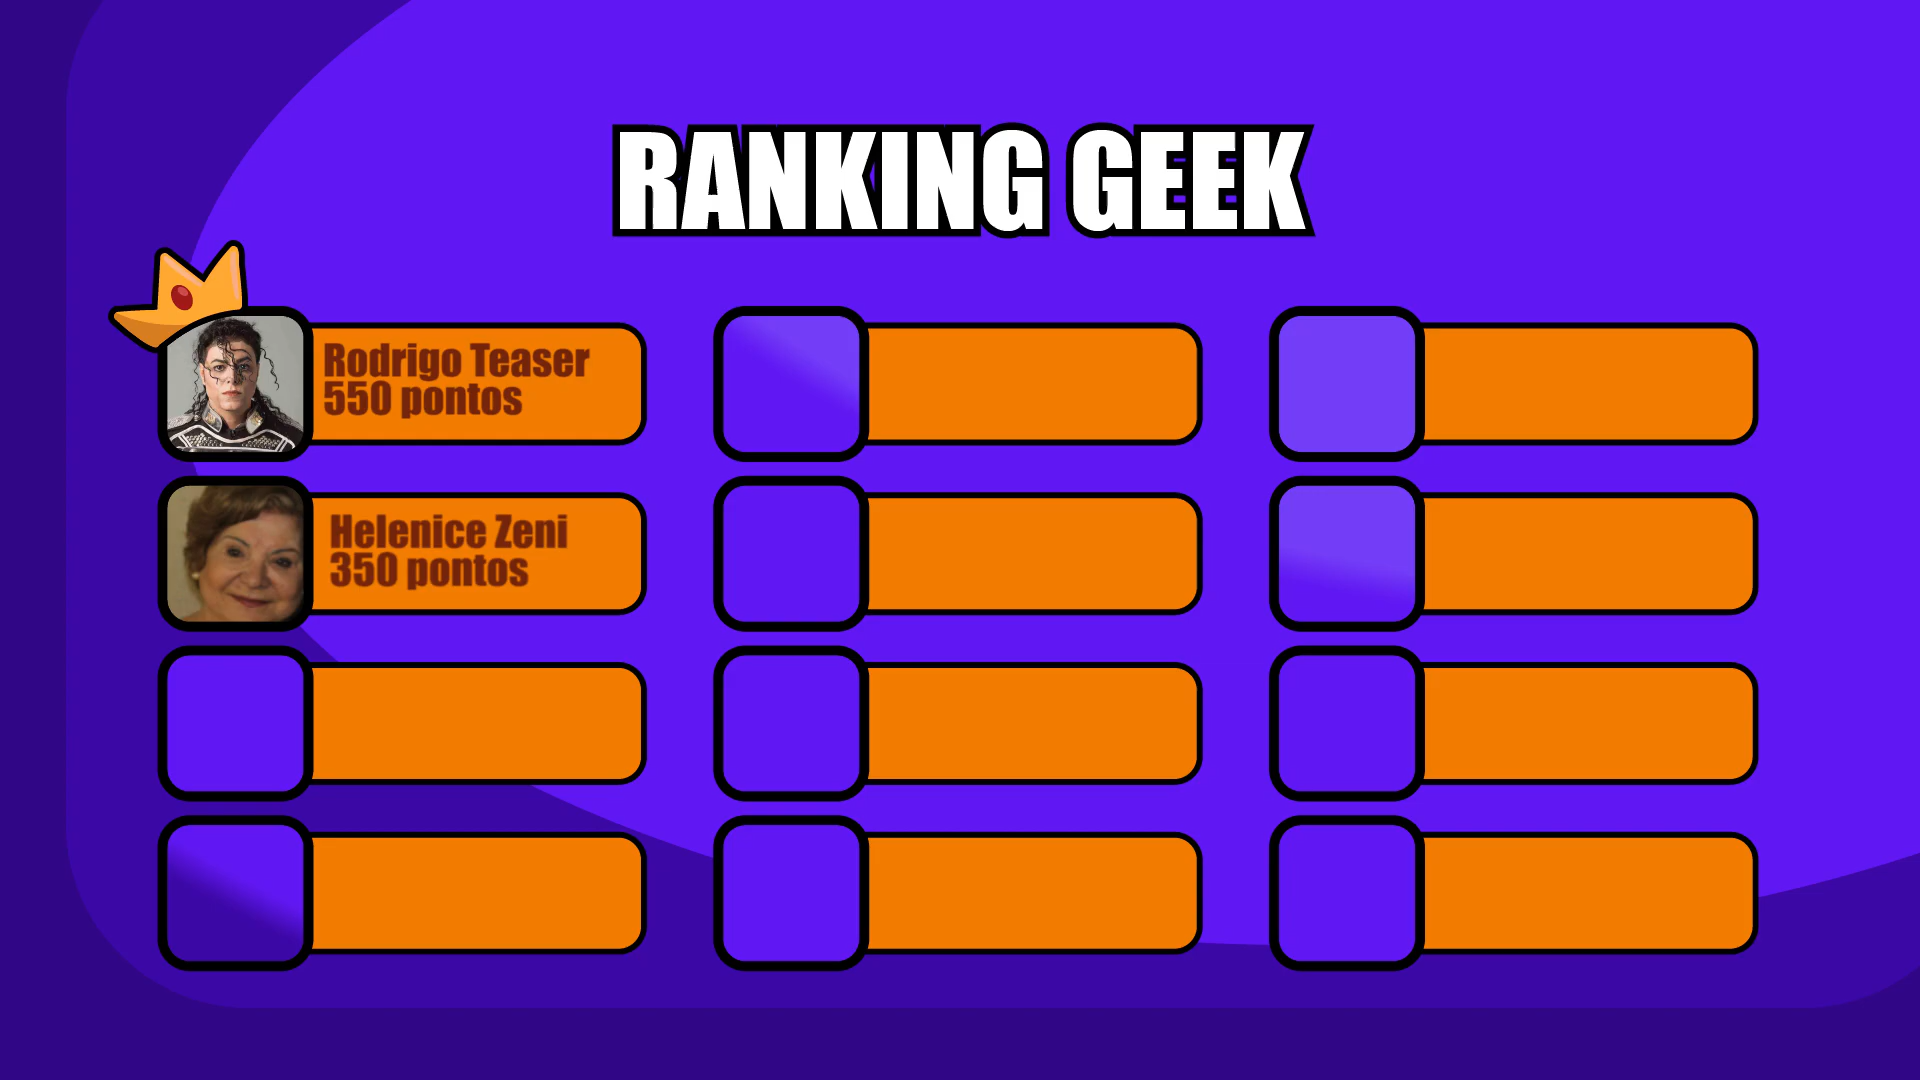 RANKING GEEK
Rodrigo Teaser
550 pontos
Helenice Zeni
350 pontos